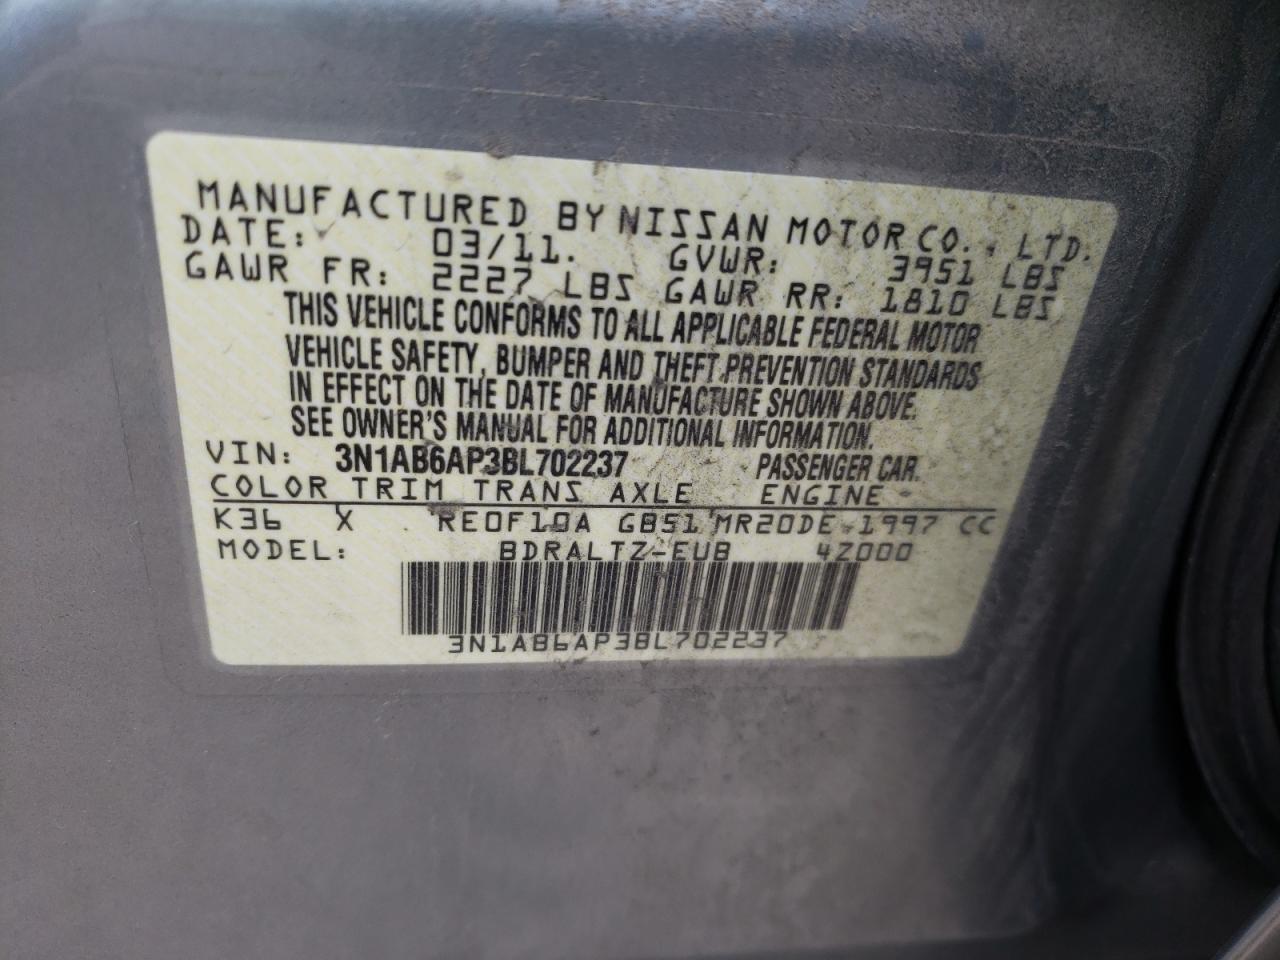 MANUFACTURED BY NISSAN MOTOR CO., LTD.
DATE: 03/11. GVWR: 3951 LBS
GAWR FR: 2227 LBS GAWR RR: 1810 LBS
THIS VEHICLE CONFORMS TO ALL APPLICABLE FEDERAL MOTOR
VEHICLE SAFETY, BUMPER AND THEFT PREVENTION STANDARDS
IN EFFECT ON THE DATE OF MANUFACTURE SHOWN ABOVE.
SEE OWNER'S MANUAL FOR ADDITIONAL INFORMATION.
VIN: 3N1AB6AP3BL702237 PASSENGER CAR.
COLOR TRIM TRANS AXLE ENGINE
K36 X RE0F10A GB51 MR20DE 1997 CC
MODEL: BDRALTZ-EUB 4Z000
3N1AB6AP3BL702237